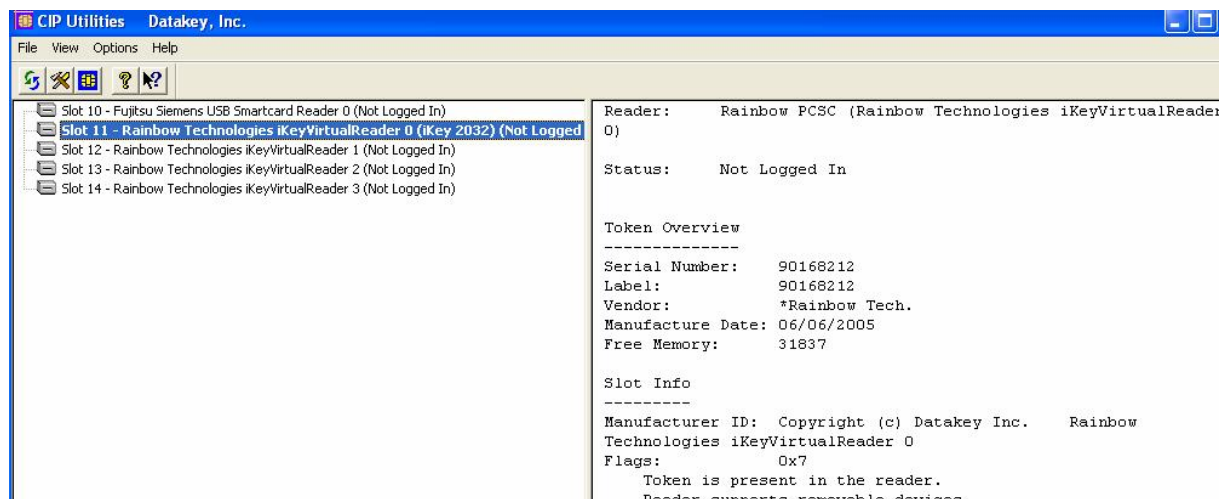 CIP Utilities Datakey, Inc.
File View Options Help
Slot 10 - Fujitsu Siemens USB Smartcard Reader 0 (Not Logged In)
Slot 11 - Rainbow Technologies iKeyVirtualReader 0 (iKey 2032) (Not Logged
Slot 12 - Rainbow Technologies iKeyVirtualReader 1 (Not Logged In)
Slot 13 - Rainbow Technologies iKeyVirtualReader 2 (Not Logged In)
Slot 14 - Rainbow Technologies iKeyVirtualReader 3 (Not Logged In)
Reader: Rainbow PCSC (Rainbow Technologies iKeyVirtualReader
0)
Status: Not Logged In
Token Overview
--------------
Serial Number: 90168212
Label: 90168212
Vendor: *Rainbow Tech.
Manufacture Date: 06/06/2005
Free Memory: 31837
Slot Info
---------
Manufacturer ID: Copyright (c) Datakey Inc. Rainbow
Technologies iKeyVirtualReader 0
Flags: 0x7
Token is present in the reader.
Reader supports removable devices